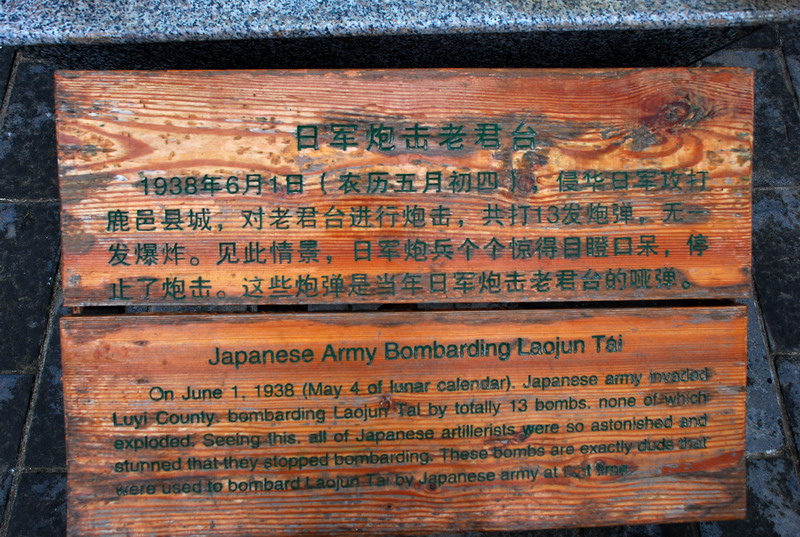 日军炮击老君台
1938年6月1日（农历五月初四），侵华日军攻打
鹿邑县城，对老君台进行炮击，共打13发炮弹，无一
发爆炸。见此情景，日军炮兵个个惊得目瞪口呆，停
止了炮击。这些炮弹是当年日军炮击老君台的哑弹。
Japanese Army Bombarding Laojun Tai
On June 1, 1938 (May 4 of lunar calendar). Japanese army invaded
Luyi County. bombarding Laojun Tai by totally 13 bombs. none of which
exploded. Seeing this. all of Japanese artillerists were so astonished and
stunned that they stopped bombarding. These bombs are exactly duds that
were used to bombard Laojun Tai by Japanese army at time.